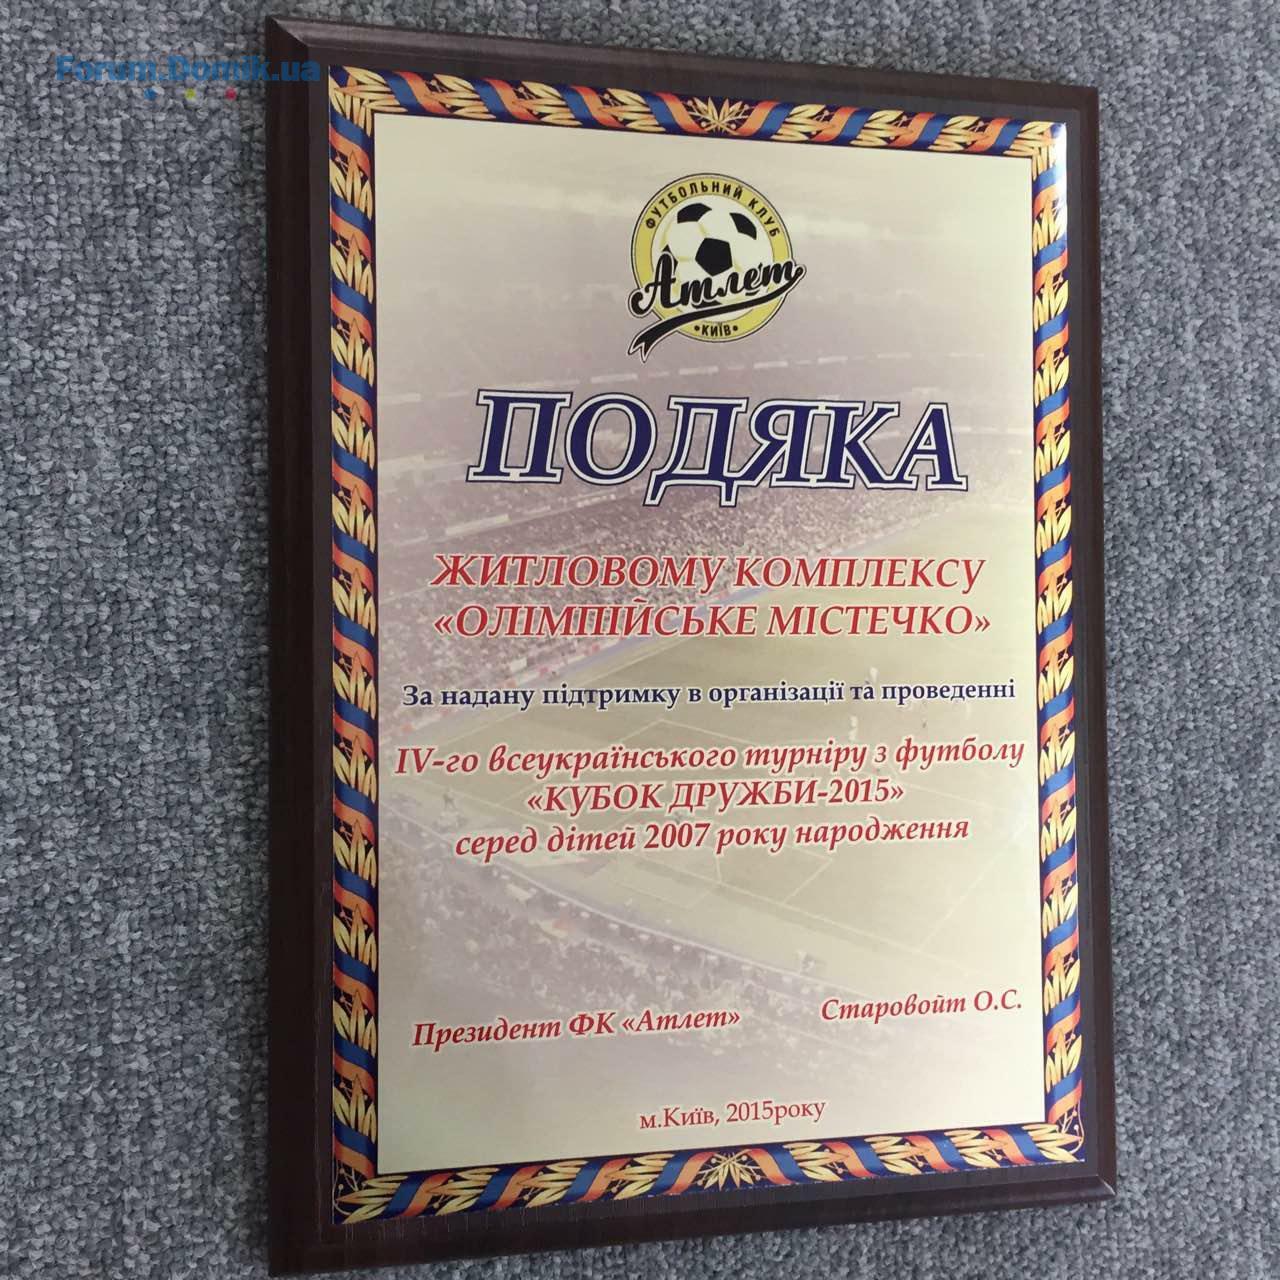 Forum.Domik.ua
ФУТБОЛЬНИЙ КЛУБ
Атлет
•КИЇВ•
ПОДЯКА
ЖИТЛОВОМУ КОМПЛЕКСУ
«ОЛІМПІЙСЬКЕ МІСТЕЧКО»
За надану підтримку в організації та проведенні
IV-го всеукраїнського турніру з футболу
«КУБОК ДРУЖБИ-2015»
серед дітей 2007 року народження
Президент ФК «Атлет» Старовойт О.С.
м.Київ, 2015року